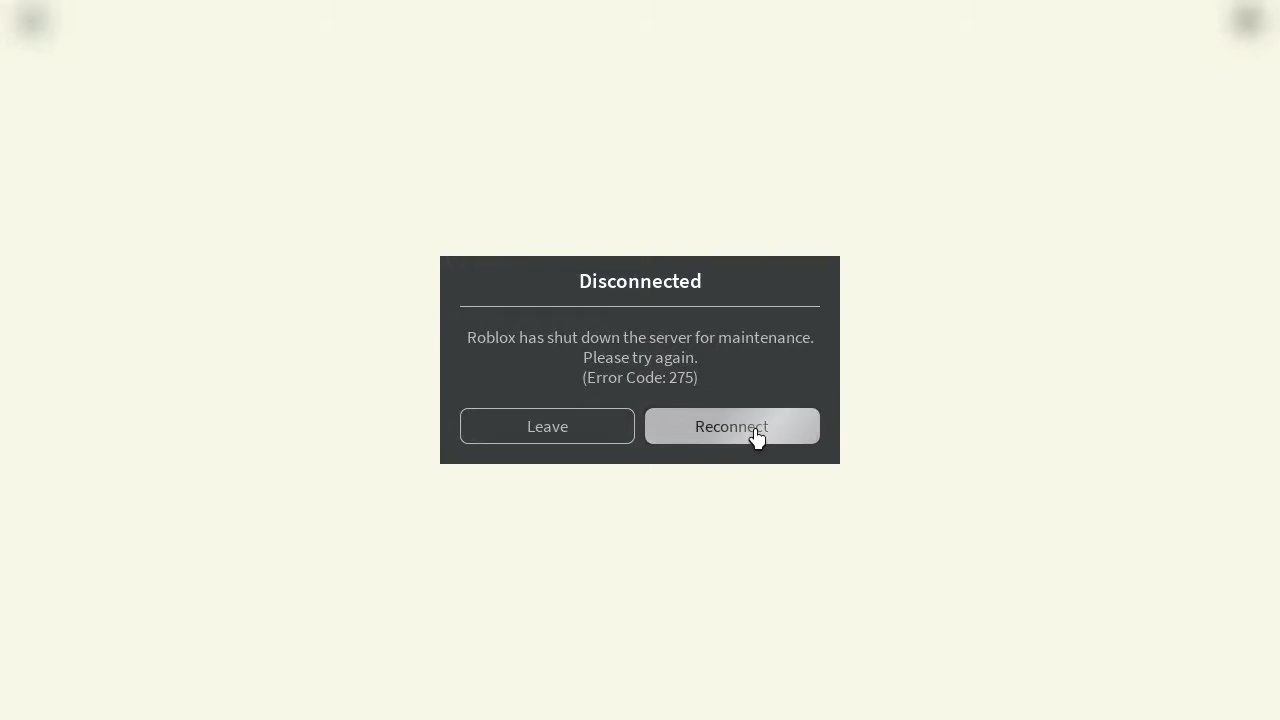 Disconnected
Roblox has shut down the server for maintenance.
Please try again.
(Error Code: 275)
Leave
Reconnect